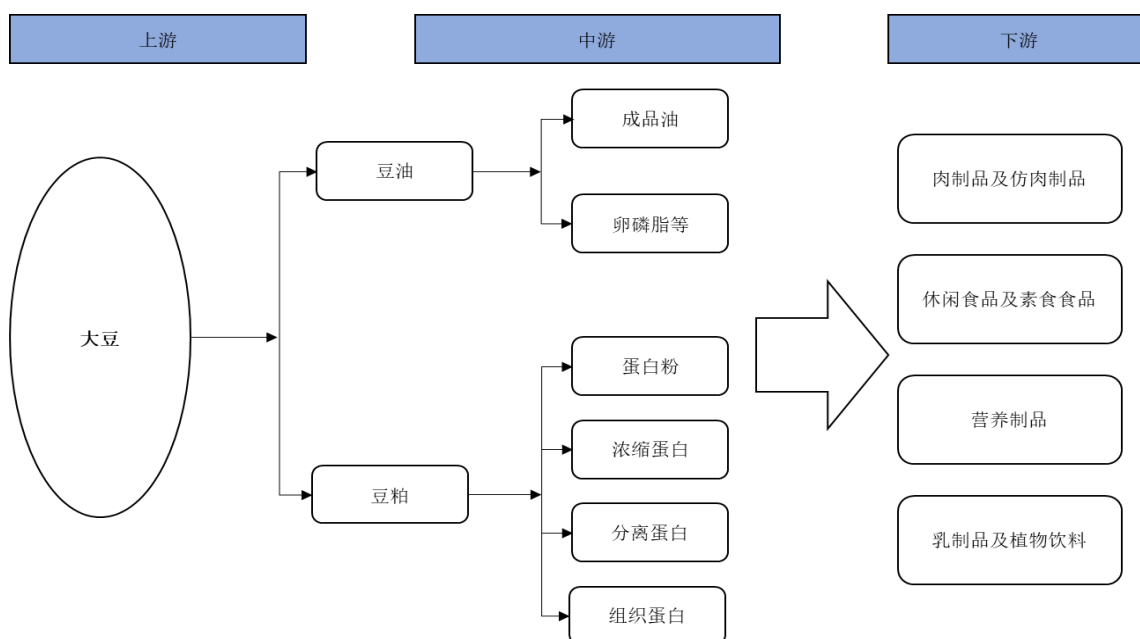 上游
中游
下游
大豆
豆油
豆粕
成品油
卵磷脂等
蛋白粉
浓缩蛋白
分离蛋白
组织蛋白
肉制品及仿肉制品
休闲食品及素食食品
营养制品
乳制品及植物饮料